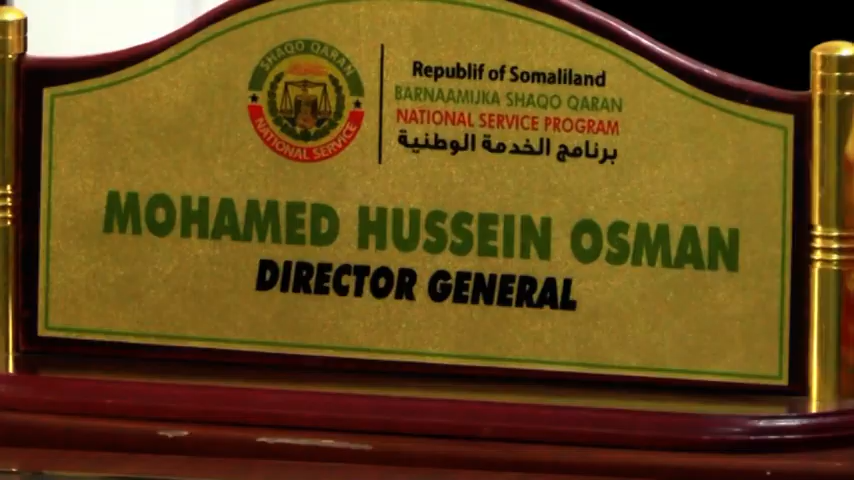 SHAQO QARAN
NATIONAL SERVICE
Republif of Somaliland
BARNAAMIJKA SHAQO QARAN
NATIONAL SERVICE PROGRAM
برنامج الخدمة الوطنية
MOHAMED HUSSEIN OSMAN
DIRECTOR GENERAL